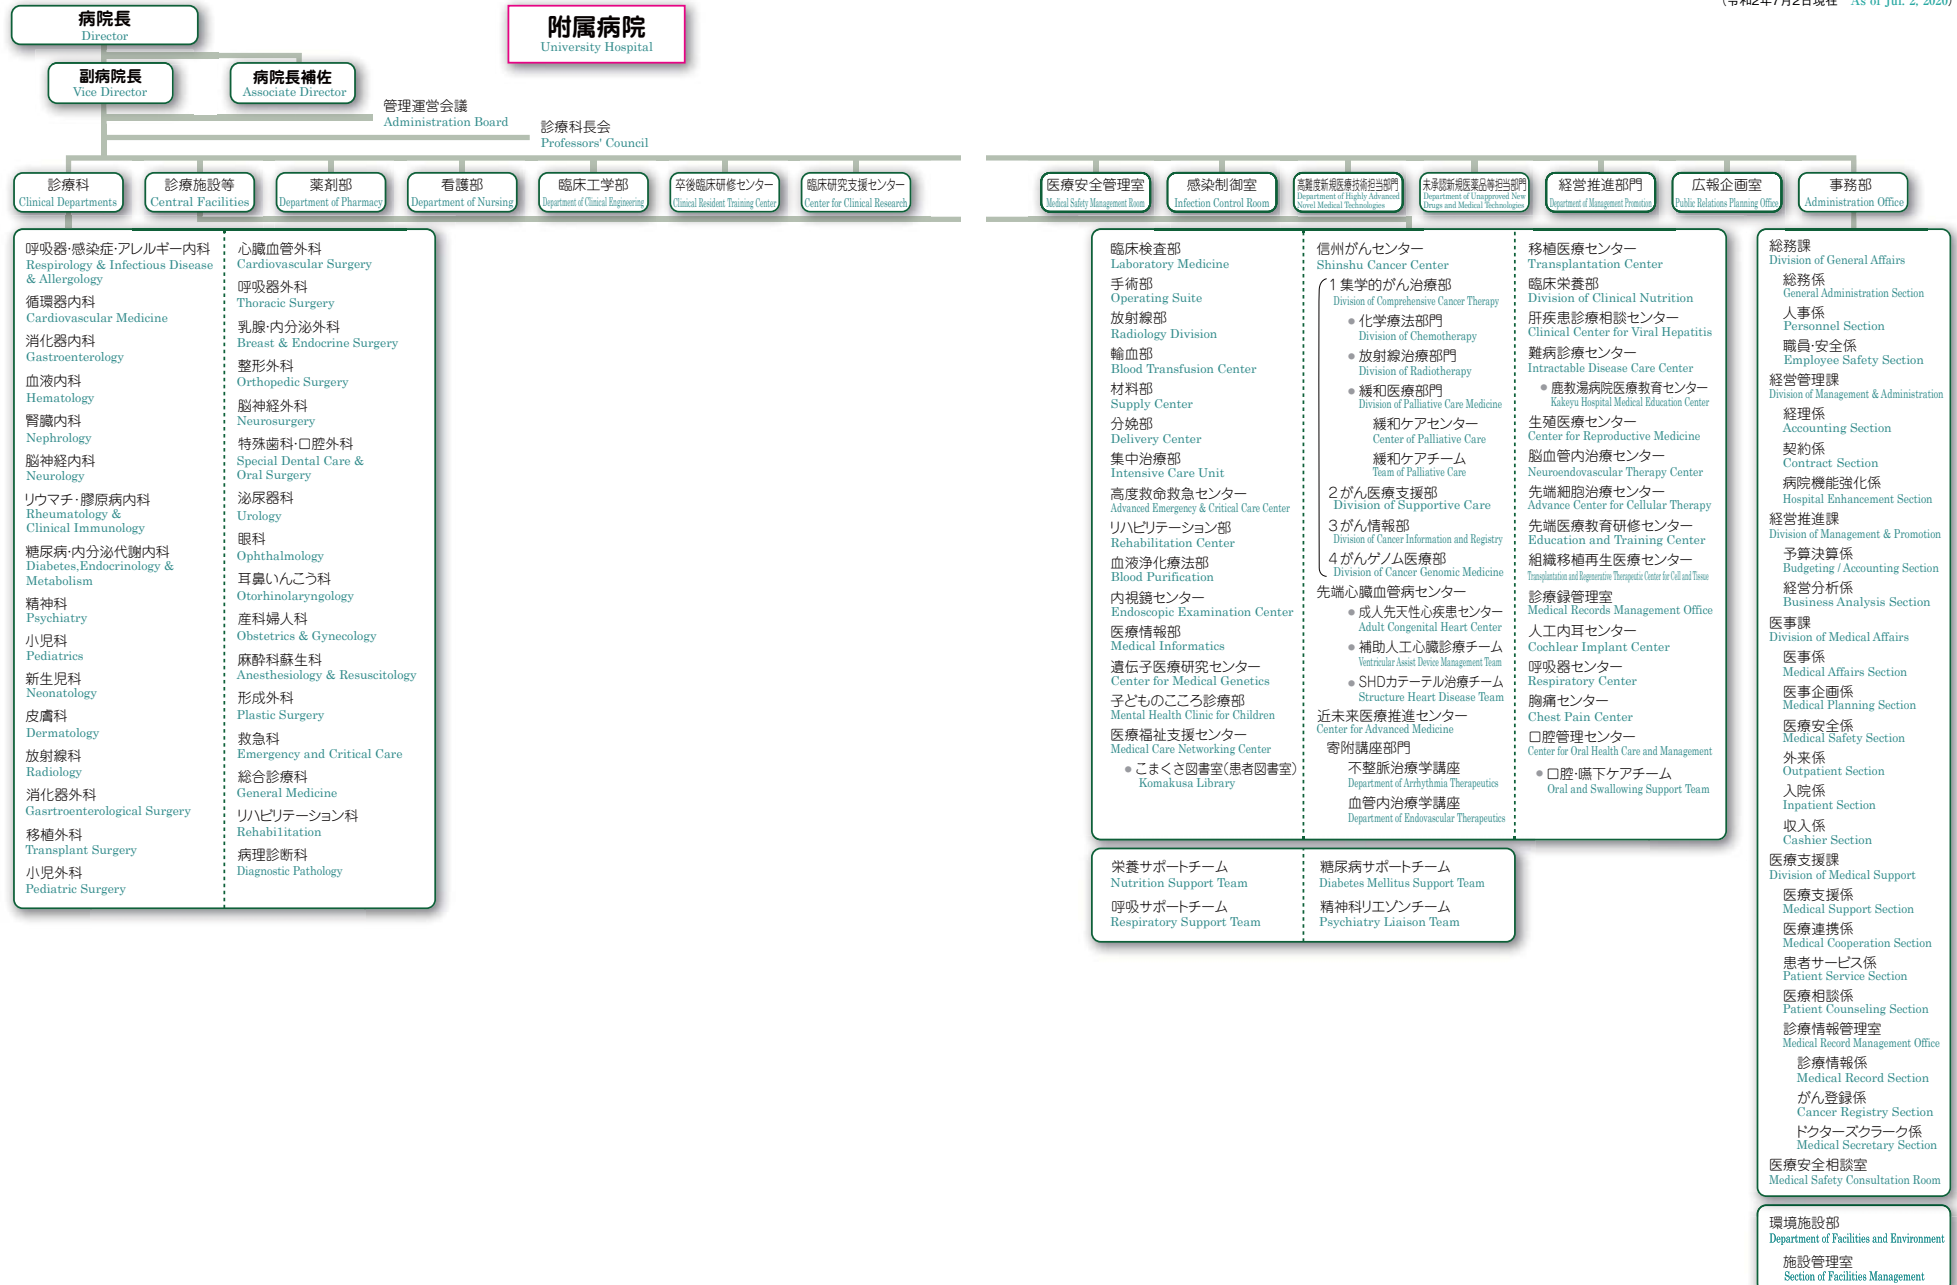 (令和2年7月2日現在 As of Jul. 2, 2020)
病院長
Director
附属病院
University Hospital
副病院長
Vice Director
病院長補佐
Associate Director
管理運営会議
Administration Board
診療科長会
Professors' Council
診療科
Clinical Departments
診療施設等
Central Facilities
薬剤部
Department of Pharmacy
看護部
Department of Nursing
臨床工学部
Department of Clinical Engineering
卒後臨床研修センター
Clinical Resident Training Center
臨床研究支援センター
Center for Clinical Research
医療安全管理室
Medical Safety Management Room
感染制御室
Infection Control Room
高難度新規医療技術担当部門
Department of Highly Advanced
Novel Medical Technologies
未承認新規医薬品等担当部門
Department of Unapproved New
Drugs and Medical Technologies
経営推進部門
Department of Management Promotion
広報企画室
Public Relations Planning Office
事務部
Administration Office
呼吸器・感染症・アレルギー内科
Respirology & Infectious Disease
& Allergology
循環器内科
Cardiovascular Medicine
消化器内科
Gastroenterology
血液内科
Hematology
腎臓内科
Nephrology
脳神経内科
Neurology
リウマチ・膠原病内科
Rheumatology &
Clinical Immunology
糖尿病・内分泌代謝内科
Diabetes,Endocrinology &
Metabolism
精神科
Psychiatry
小児科
Pediatrics
新生児科
Neonatology
皮膚科
Dermatology
放射線科
Radiology
消化器外科
Gasrtroenterological Surgery
移植外科
Transplant Surgery
小児外科
Pediatric Surgery
心臓血管外科
Cardiovascular Surgery
呼吸器外科
Thoracic Surgery
乳腺・内分泌外科
Breast & Endocrine Surgery
整形外科
Orthopedic Surgery
脳神経外科
Neurosurgery
特殊歯科・口腔外科
Special Dental Care &
Oral Surgery
泌尿器科
Urology
眼科
Ophthalmology
耳鼻いんこう科
Otorhinolaryngology
産科婦人科
Obstetrics & Gynecology
麻酔科蘇生科
Anesthesiology & Resuscitology
形成外科
Plastic Surgery
救急科
Emergency and Critical Care
総合診療科
General Medicine
リハビリテーション科
Rehabi1itation
病理診断科
Diagnostic Pathology
臨床検査部
Laboratory Medicine
手術部
Operating Suite
放射線部
Radiology Division
輸血部
Blood Transfusion Center
材料部
Supply Center
分娩部
Delivery Center
集中治療部
Intensive Care Unit
高度救命救急センター
Advanced Emergency & Critical Care Center
リハビリテーション部
Rehabilitation Center
血液浄化療法部
Blood Purification
内視鏡センター
Endoscopic Examination Center
医療情報部
Medical Informatics
遺伝子医療研究センター
Center for Medical Genetics
子どものこころ診療部
Mental Health Clinic for Children
医療福祉支援センター
Medical Care Networking Center
●こまくさ図書室(患者図書室)
Komakusa Library
信州がんセンター
Shinshu Cancer Center
1 集学的がん治療部
Division of Comprehensive Cancer Therapy
●化学療法部門
Division of Chemotherapy
●放射線治療部門
Division of Radiotherapy
●緩和医療部門
Division of Palliative Care Medicine
緩和ケアセンター
Center of Palliative Care
緩和ケアチーム
Team of Palliative Care
2 がん医療支援部
Division of Supportive Care
3 がん情報部
Division of Cancer Information and Registry
4 がんゲノム医療部
Division of Cancer Genomic Medicine
先端心臓血管病センター
●成人先天性心疾患センター
Adult Congenital Heart Center
●補助人工心臓診療チーム
Ventricular Assist Device Management Team
●SHDカテーテル治療チーム
Structure Heart Disease Team
近未来医療推進センター
Center for Advanced Medicine
寄附講座部門
不整脈治療学講座
Department of Arrhythmia Therapeutics
血管内治療学講座
Department of Endovascular Therapeutics
移植医療センター
Transplantation Center
臨床栄養部
Division of Clinical Nutrition
肝疾患診療相談センター
Clinical Center for Viral Hepatitis
難病診療センター
Intractable Disease Care Center
●鹿教湯病院医療教育センター
Kakeyu Hospital Medical Education Center
生殖医療センター
Center for Reproductive Medicine
脳血管内治療センター
Neuroendovascular Therapy Center
先端細胞治療センター
Advance Center for Cellular Therapy
先端医療教育研修センター
Education and Training Center
組織移植再生医療センター
Transplantation and Regenerative Therapeutic Center for Cell and Tissue
診療録管理室
Medical Records Management Office
人工内耳センター
Cochlear Implant Center
呼吸器センター
Respiratory Center
胸痛センター
Chest Pain Center
口腔管理センター
Center for Oral Health Care and Management
●口腔・嚥下ケアチーム
Oral and Swallowing Support Team
栄養サポートチーム
Nutrition Support Team
呼吸サポートチーム
Respiratory Support Team
糖尿病サポートチーム
Diabetes Mellitus Support Team
精神科リエゾンチーム
Psychiatry Liaison Team
総務課
Division of General Affairs
総務係
General Administration Section
人事係
Personnel Section
職員・安全係
Employee Safety Section
経営管理課
Division of Management & Administration
経理係
Accounting Section
契約係
Contract Section
病院機能強化係
Hospital Enhancement Section
経営推進課
Division of Management & Promotion
予算決算係
Budgeting / Accounting Section
経営分析係
Business Analysis Section
医事課
Division of Medical Affairs
医事係
Medical Affairs Section
医事企画係
Medical Planning Section
医療安全係
Medical Safety Section
外来係
Outpatient Section
入院係
Inpatient Section
収入係
Cashier Section
医療支援課
Division of Medical Support
医療支援係
Medical Support Section
医療連携係
Medical Cooperation Section
患者サービス係
Patient Service Section
医療相談係
Patient Counseling Section
診療情報管理室
Medical Record Management Office
診療情報係
Medical Record Section
がん登録係
Cancer Registry Section
ドクターズクラーク係
Medical Secretary Section
医療安全相談室
Medical Safety Consultation Room
環境施設部
Department of Facilities and Environment
施設管理室
Section of Facilities Management